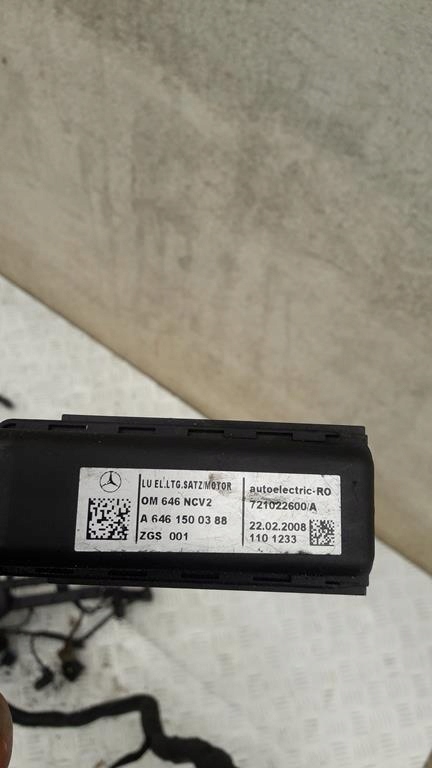 LU EL.LTG.SATZ/MOTOR
OM 646 NCV2
A 646 150 03 88
ZGS 001
autoelectric-RO
721022600/A
22.02.2008
110 1233